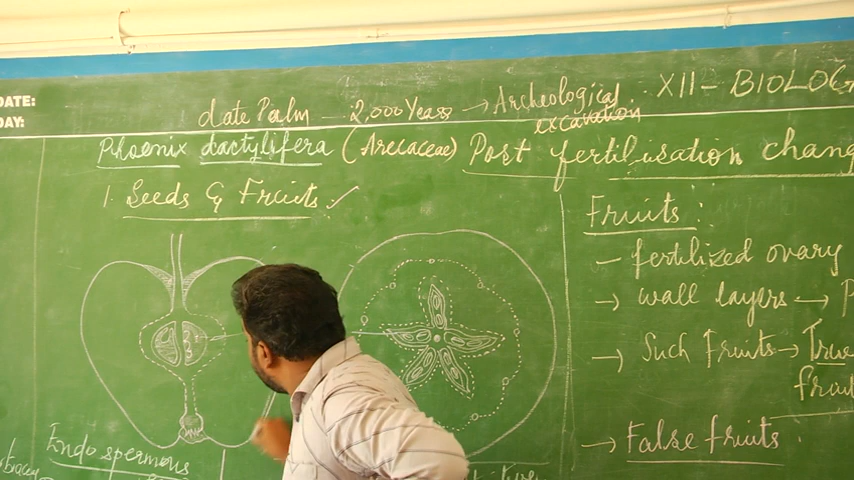 DATE:
DAY:
date Palm - 2,000 Years → Archeological excavation
XII - BIOLOG
Phoenix dactylifera (Arecaceae)
Post fertilisation chang
1. Seeds & Fruits ✓
Fruits :
- fertilized ovary
→ wall layers → P
→ Such fruits → True
fruit
→ False fruits
Endospermous